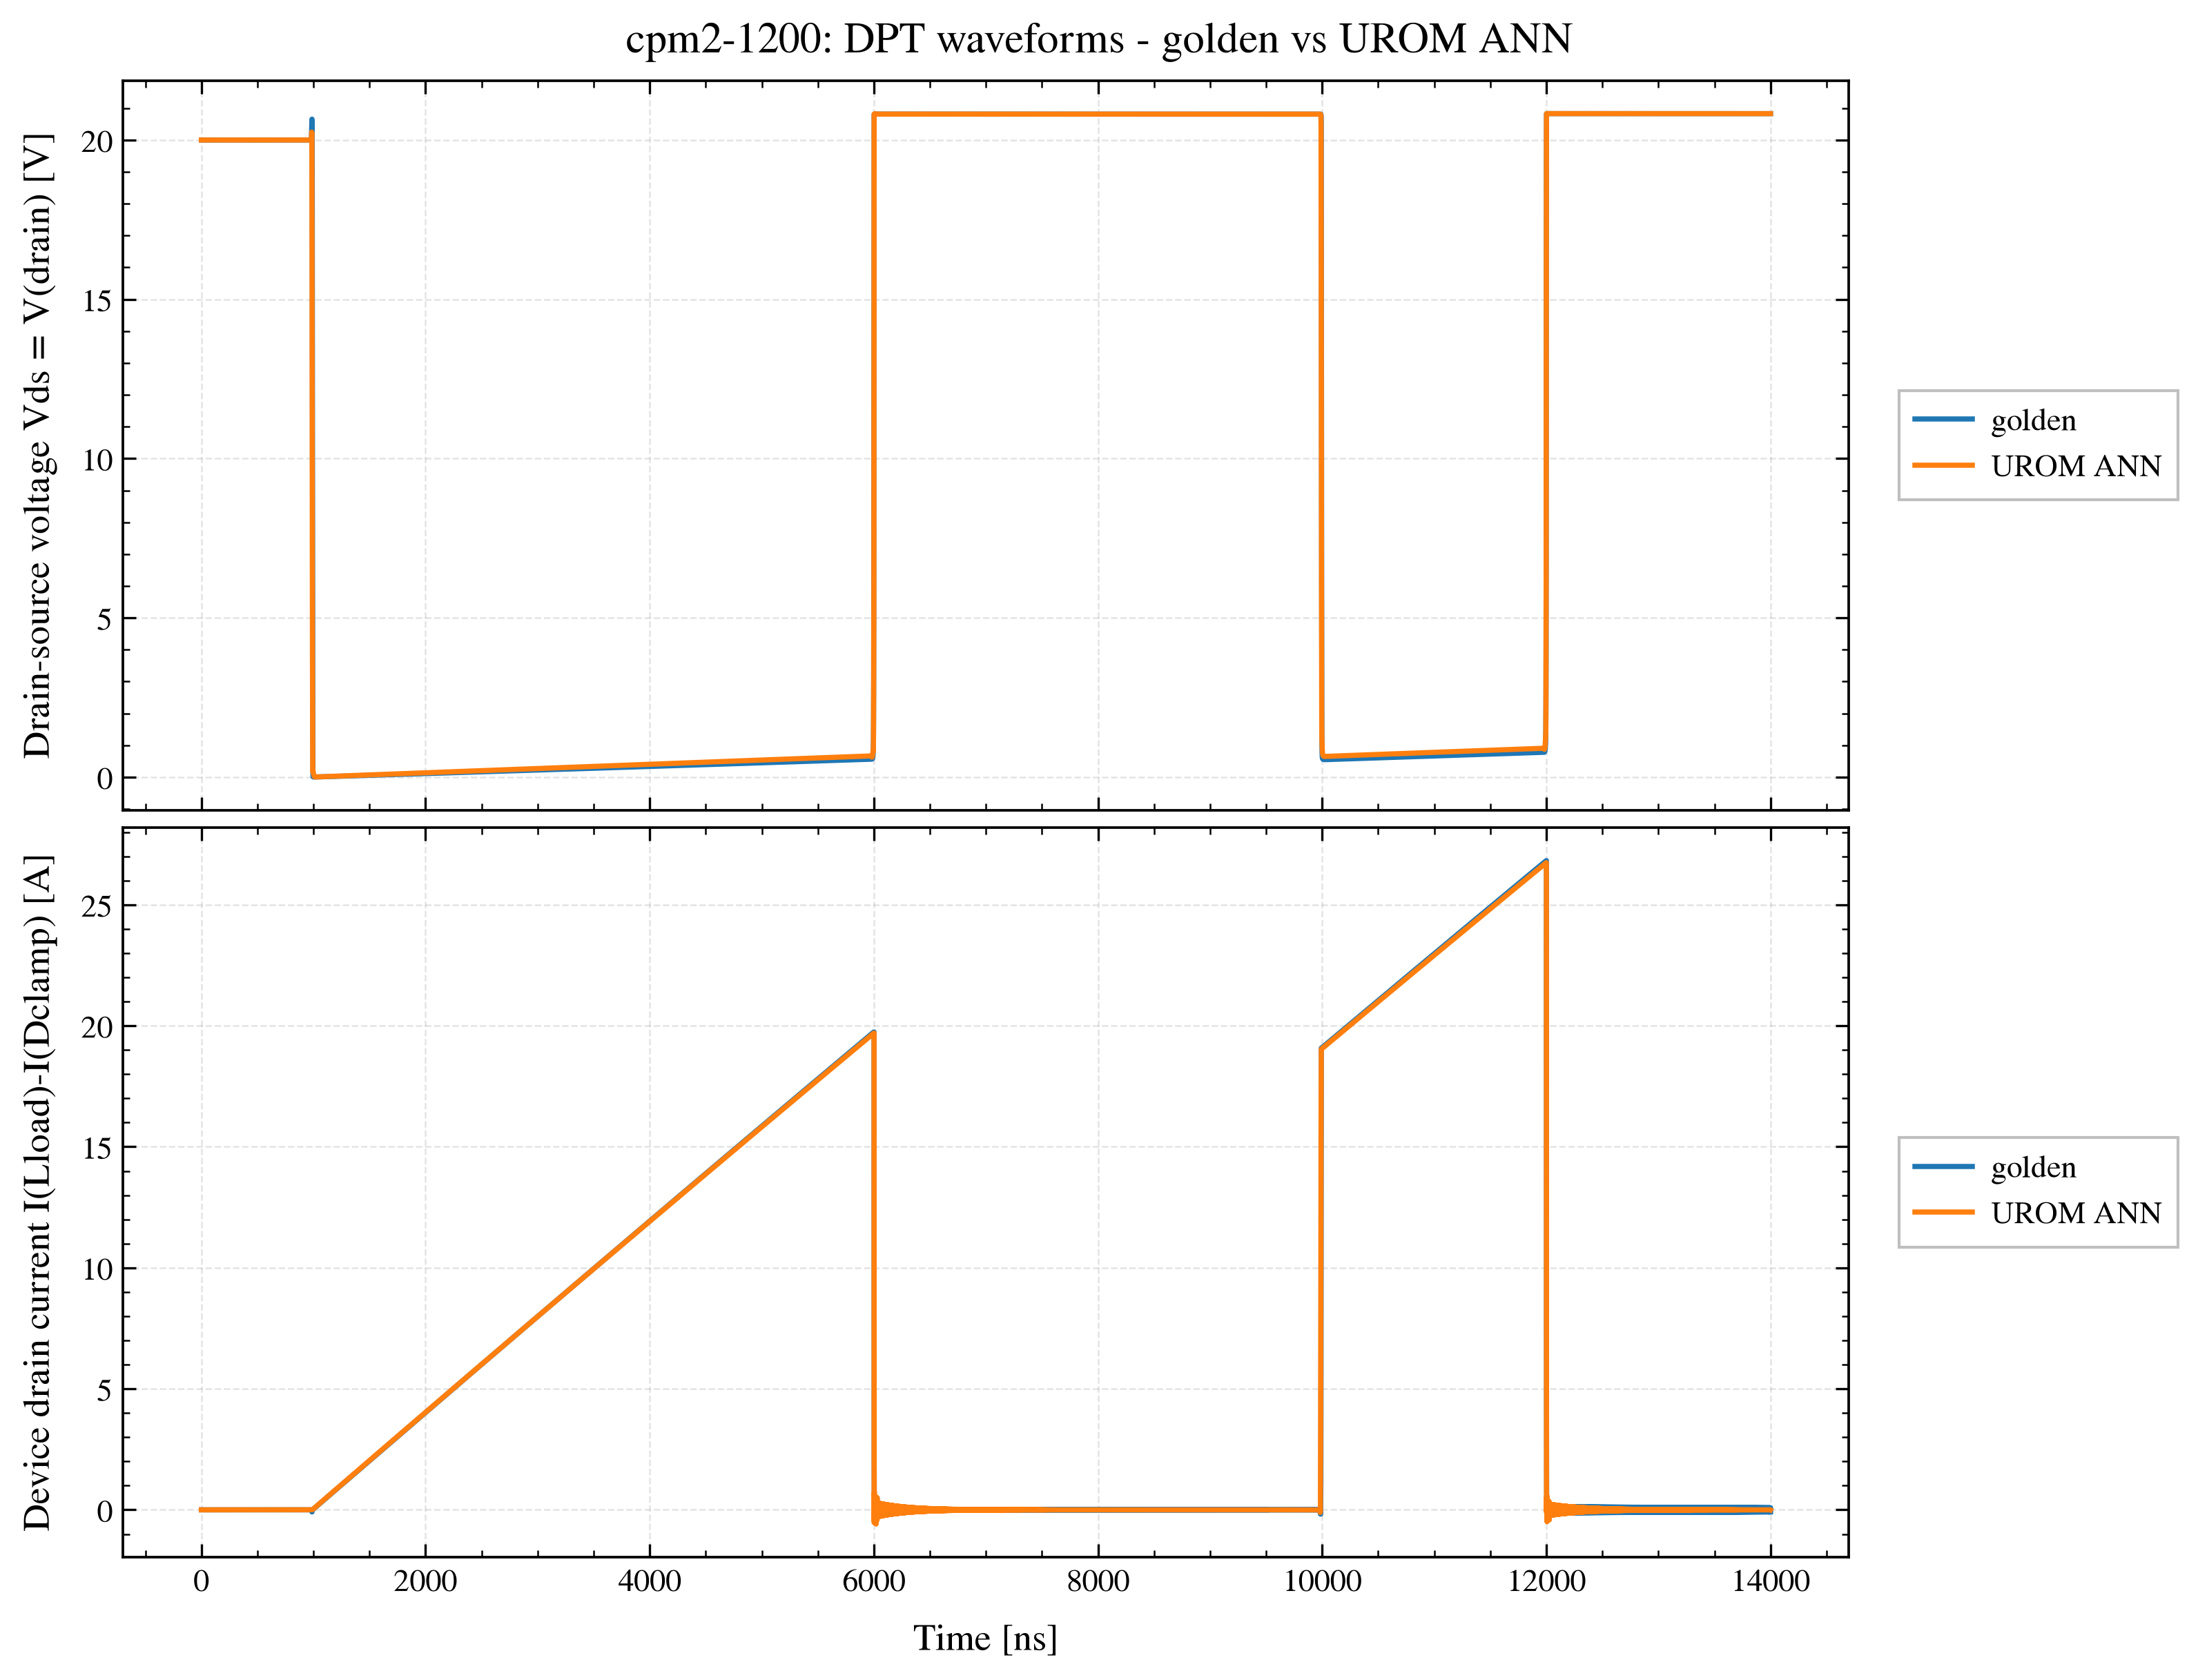 cpm2-1200: DPT waveforms - golden vs UROM ANN
Drain-source voltage Vds = V(drain) [V]
20
15
10
5
0
golden
UROM ANN
Device drain current I(Lload)-I(Dclamp) [A]
25
20
15
10
5
0
golden
UROM ANN
0 2000 4000 6000 8000 10000 12000 14000
Time [ns]